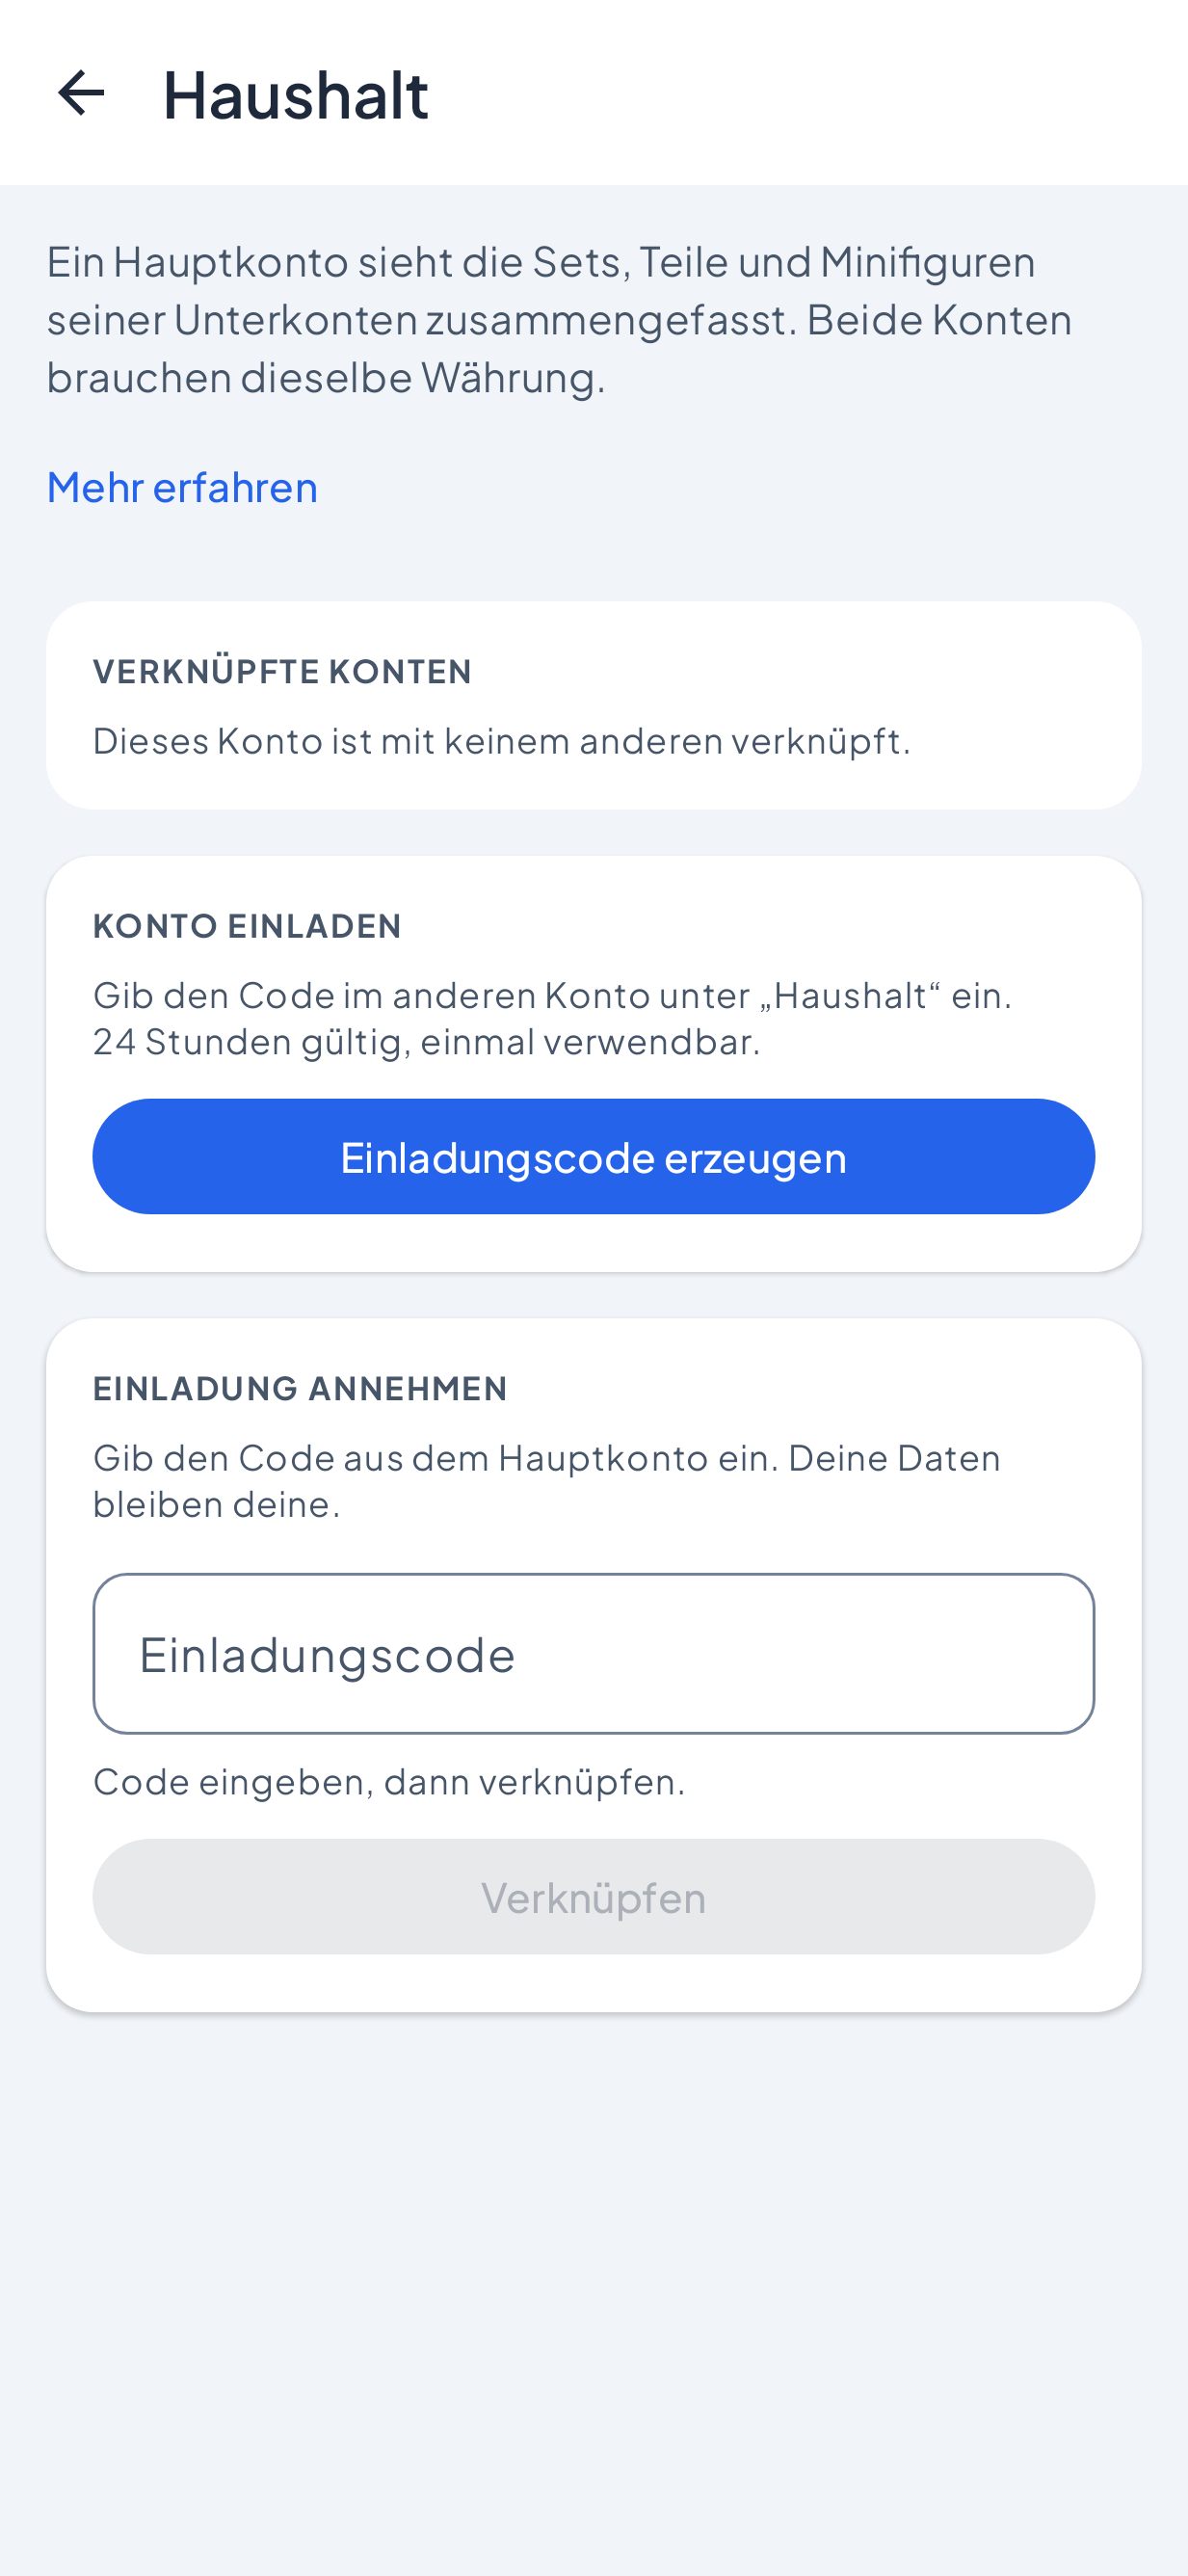 Haushalt
Ein Hauptkonto sieht die Sets, Teile und Minifiguren
seiner Unterkonten zusammengefasst. Beide Konten
brauchen dieselbe Währung.
Mehr erfahren
VERKNÜPFTE KONTEN
Dieses Konto ist mit keinem anderen verknüpft.
KONTO EINLADEN
Gib den Code im anderen Konto unter „Haushalt“ ein.
24 Stunden gültig, einmal verwendbar.
Einladungscode erzeugen
EINLADUNG ANNEHMEN
Gib den Code aus dem Hauptkonto ein. Deine Daten
bleiben deine.
Einladungscode
Code eingeben, dann verknüpfen.
Verknüpfen